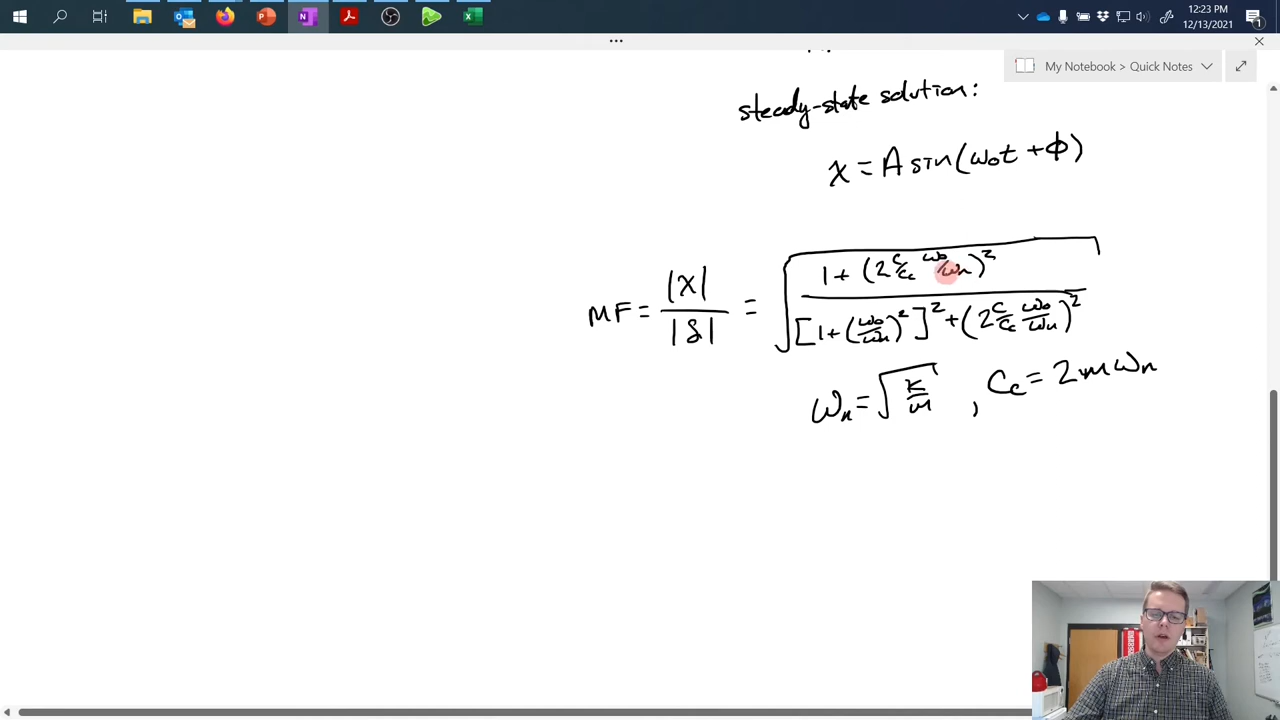 12:23 PM
12/13/2021
My Notebook > Quick Notes
steady-state solution:
x = A sin(ω₀t + φ)
MF = |x| / |δ| = √( 1 + (2 c/c_c ω₀/ω_n)² / [1 + (ω₀/ω_n)²]² + (2 c/c_c ω₀/ω_n)² )
ω_n = √(k/m) , C_c = 2mω_n